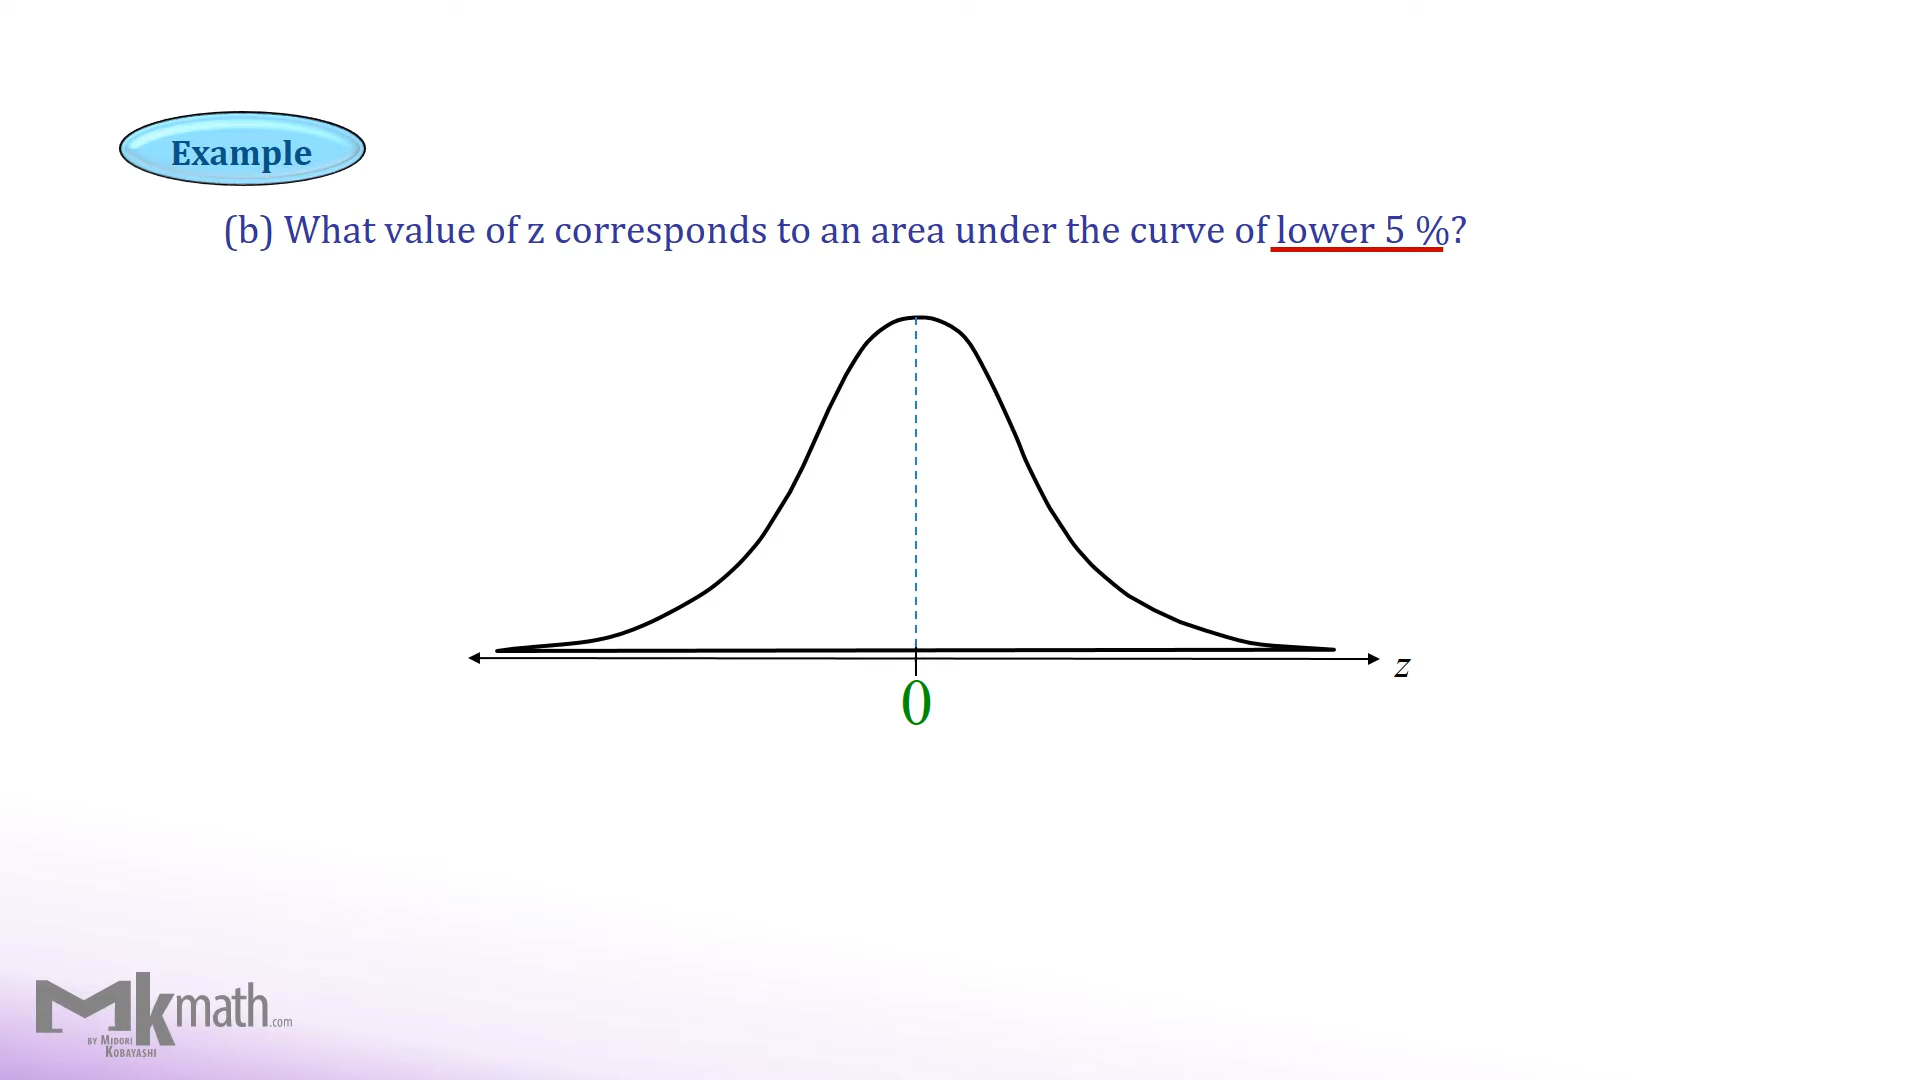 Example
(b) What value of z corresponds to an area under the curve of lower 5 %?
z
0
Mkmath.com
BY MIDORI
KOBAYASHI